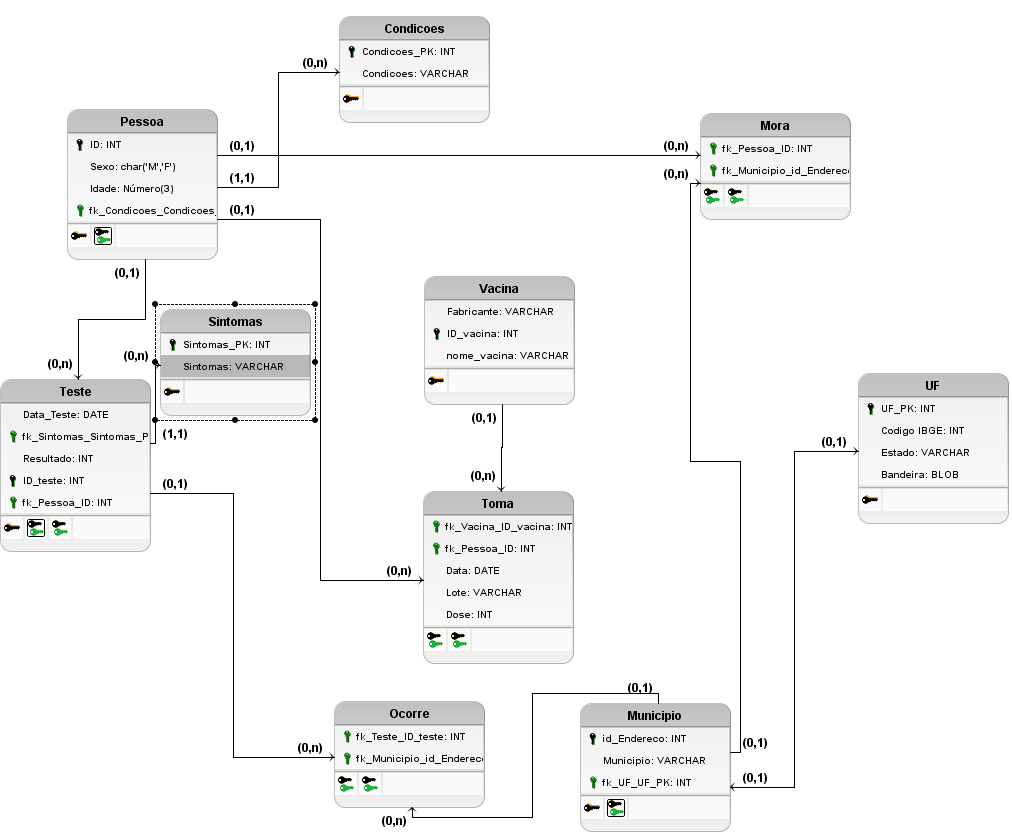 Condicoes
Condicoes_PK: INT
Condicoes: VARCHAR
(0,n)
Pessoa
ID: INT
Sexo: char('M','F')
Idade: Número(3)
fk_Condicoes_Condicoes_
(0,1)
(1,1)
(0,1)
(0,1)
(0,n)
(0,n)
Mora
fk_Pessoa_ID: INT
fk_Municipio_id_Enderec
Sintomas
Sintomas_PK: INT
Sintomas: VARCHAR
(0,n)
(0,n)
(1,1)
Teste
Data_Teste: DATE
fk_Sintomas_Sintomas_P
Resultado: INT
ID_teste: INT
fk_Pessoa_ID: INT
(0,1)
Vacina
Fabricante: VARCHAR
ID_vacina: INT
nome_vacina: VARCHAR
(0,1)
(0,n)
Toma
fk_Vacina_ID_vacina: INT
fk_Pessoa_ID: INT
Data: DATE
Lote: VARCHAR
Dose: INT
(0,n)
UF
UF_PK: INT
Codigo IBGE: INT
Estado: VARCHAR
Bandeira: BLOB
(0,1)
Ocorre
fk_Teste_ID_teste: INT
fk_Municipio_id_Enderec
(0,n)
(0,n)
(0,1)
Municipio
id_Endereco: INT
Municipio: VARCHAR
fk_UF_UF_PK: INT
(0,1)
(0,1)